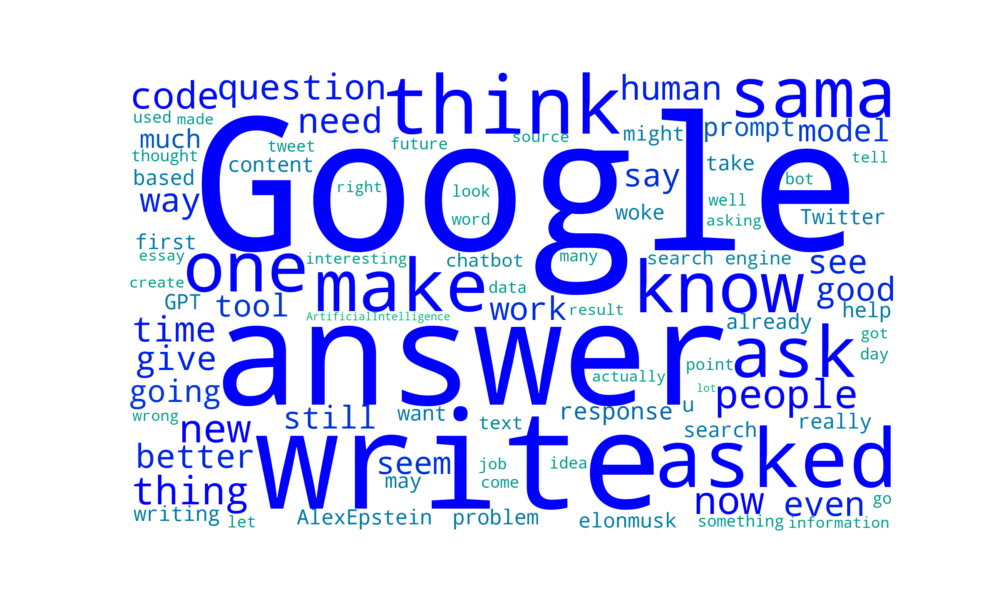 code
question
think
human
sama
used
made
need
tweet
future
source
might
prompt
model
much
thought
content
Google
say
take
tell
based
right
look
bot
way
word
woke
well
asking
Twitter
first
essay
one
interesting
chatbot
many
search engine
see
create
GPT
tool
make
data
know
good
ArtificialIntelligence
work
result
help
time
answer
already
got
give
ask
day
going
actually
point
lot
people
wrong
new
still
want
text
response
u
search
really
better
write
seem
may
job
come
idea
asked
thing
now
even
go
writing
let
AlexEpstein
problem
elonmusk
something
information